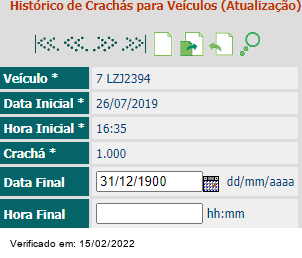 Histórico de Crachás para Veículos (Atualização)
Veículo * 7 LZJ2394
Data Inicial * 26/07/2019
Hora Inicial * 16:35
Crachá * 1.000
Data Final 31/12/1900 dd/mm/aaaa
Hora Final hh:mm
Verificado em: 15/02/2022